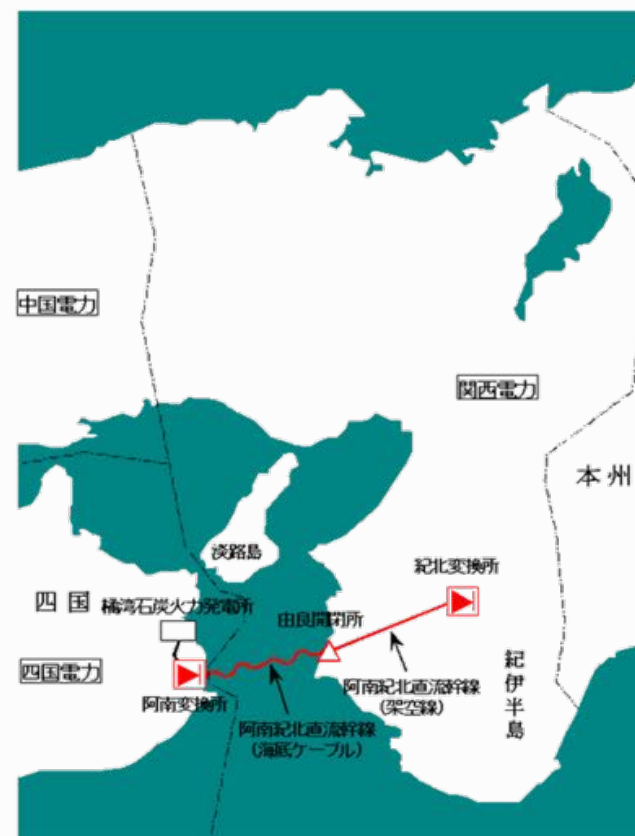 中国電力
関西電力
本州
淡路島
紀北変換所
四国
橘湾石炭火力発電所
由良開閉所
四国電力
阿南変換所
阿南紀北直流幹線
(架空線)
紀伊半島
阿南紀北直流幹線
(海底ケーブル)